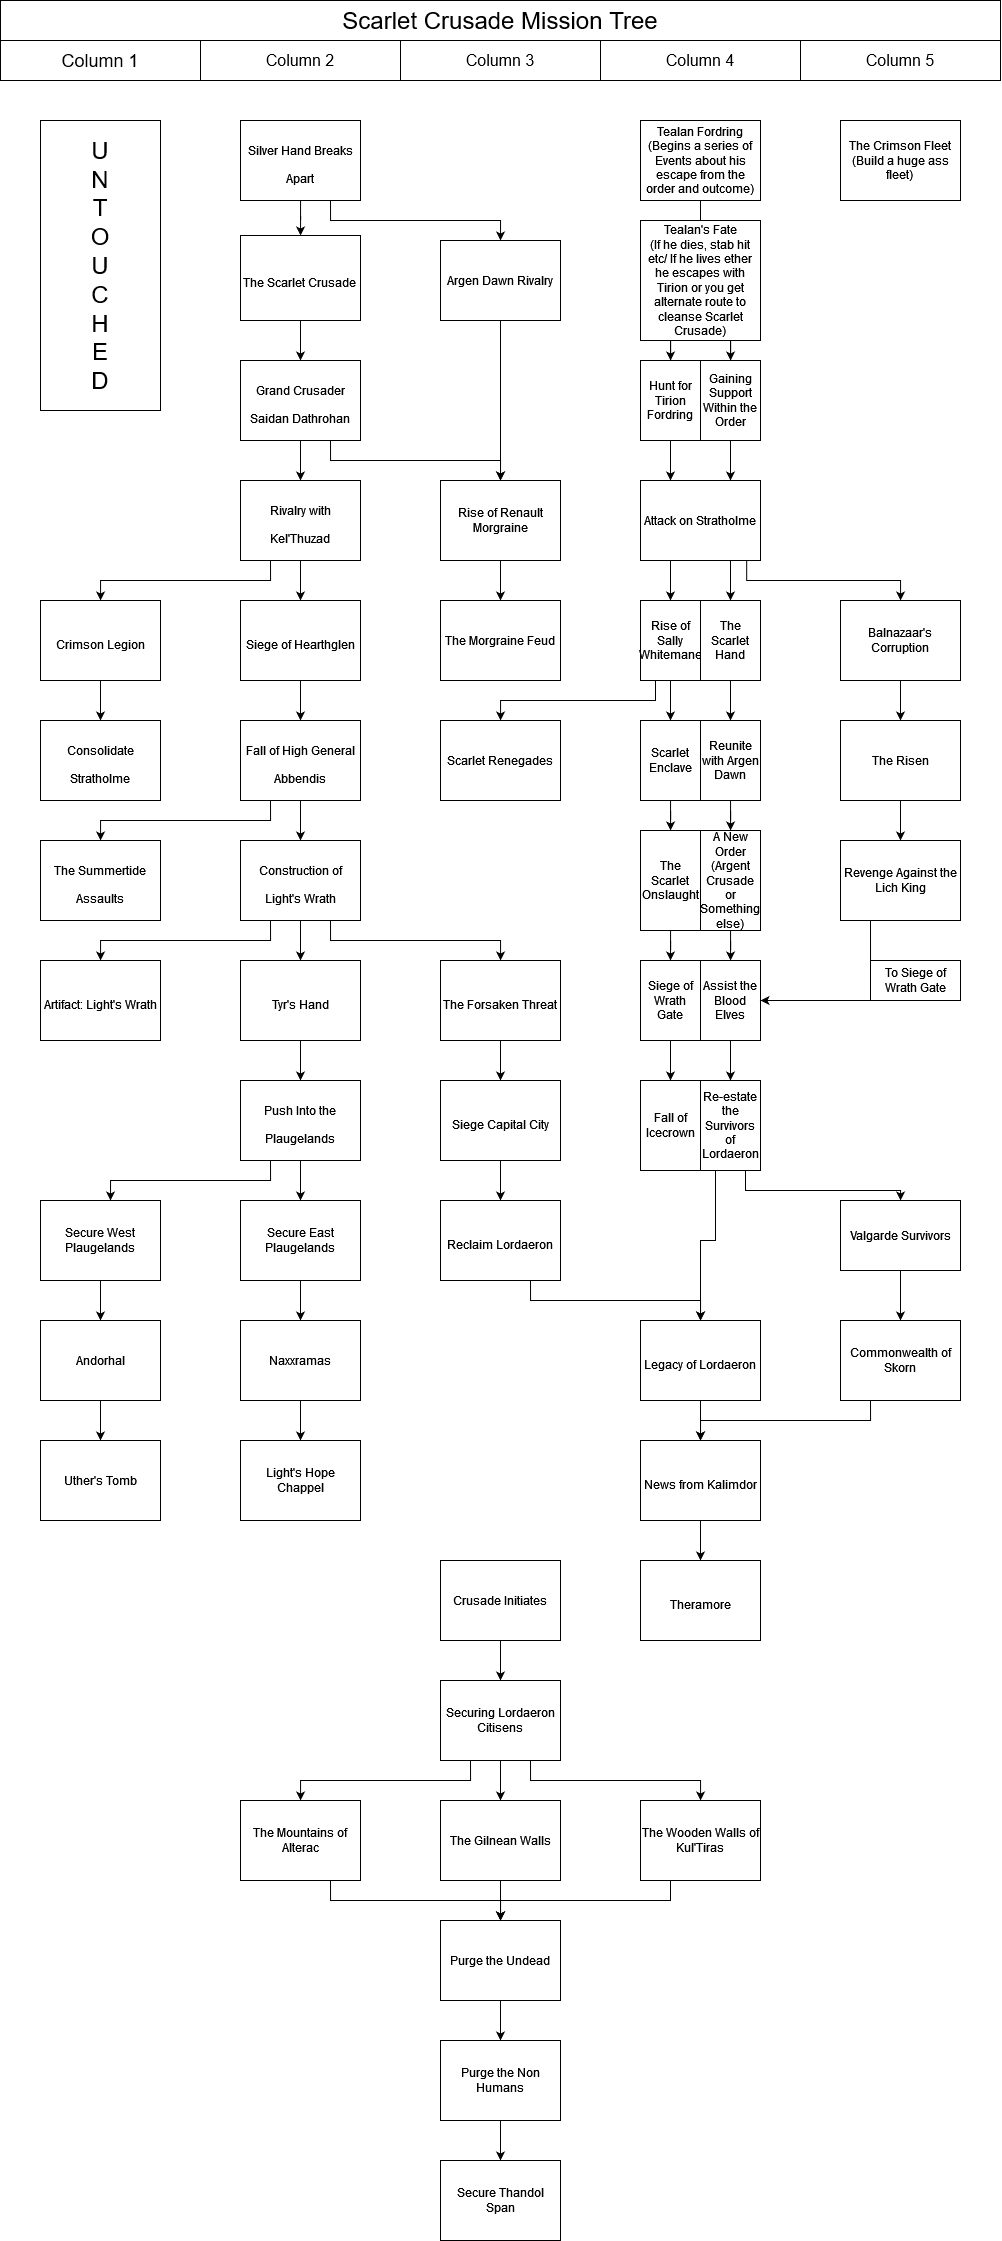 Scarlet Crusade Mission Tree
Column 1
Column 2
Column 3
Column 4
Column 5
U
N
T
O
U
C
H
E
D
Silver Hand Breaks
Apart
Tealan Fordring
(Begins a series of
Events about his
escape from the
order and outcome)
The Crimson Fleet
(Build a huge ass
fleet)
The Scarlet Crusade
Argen Dawn Rivalry
Tealan's Fate
(If he dies, stab hit
etc/ If he lives ether
he escapes with
Tirion or you get
alternate route to
cleanse Scarlet
Crusade)
Grand Crusader
Saidan Dathrohan
Hunt for
Tirion
Fordring
Gaining
Support
Within the
Order
Rivalry with
Kel'Thuzad
Rise of Renault
Morgraine
Attack on Stratholme
Crimson Legion
Siege of Hearthglen
The Morgraine Feud
Rise of
Sally
Whitemane
The
Scarlet
Hand
Balnazaar's
Corruption
Consolidate
Stratholme
Fall of High General
Abbendis
Scarlet Renegades
Scarlet
Enclave
Reunite
with Argen
Dawn
The Risen
The Summertide
Assaults
Construction of
Light's Wrath
The
Scarlet
Onslaught
A New
Order
(Argent
Crusade
or
Something
else)
Revenge Against the
Lich King
Artifact: Light's Wrath
Tyr's Hand
The Forsaken Threat
Siege of
Wrath
Gate
Assist the
Blood
Elves
To Siege of
Wrath Gate
Push Into the
Plaugelands
Siege Capital City
Fall of
Icecrown
Re-estate
the
Survivors
of
Lordaeron
Secure West
Plaugelands
Secure East
Plaugelands
Reclaim Lordaeron
Valgarde Survivors
Andorhal
Naxxramas
Legacy of Lordaeron
Commonwealth of
Skorn
Uther's Tomb
Light's Hope
Chappel
News from Kalimdor
Crusade Initiates
Theramore
Securing Lordaeron
Citisens
The Mountains of
Alterac
The Gilnean Walls
The Wooden Walls of
Kul'Tiras
Purge the Undead
Purge the Non
Humans
Secure Thandol
Span